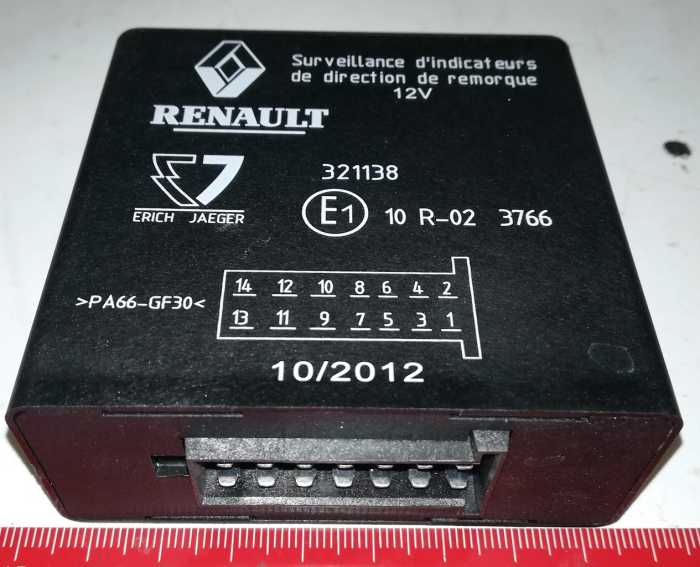 Surveillance d'indicateurs
de direction de remorque
12V
RENAULT
321138
ERICH JAEGER
E1 10 R-02 3766
>PA66-GF30<
14 12 10 8 6 4 2
13 11 9 7 5 3 1
10/2012